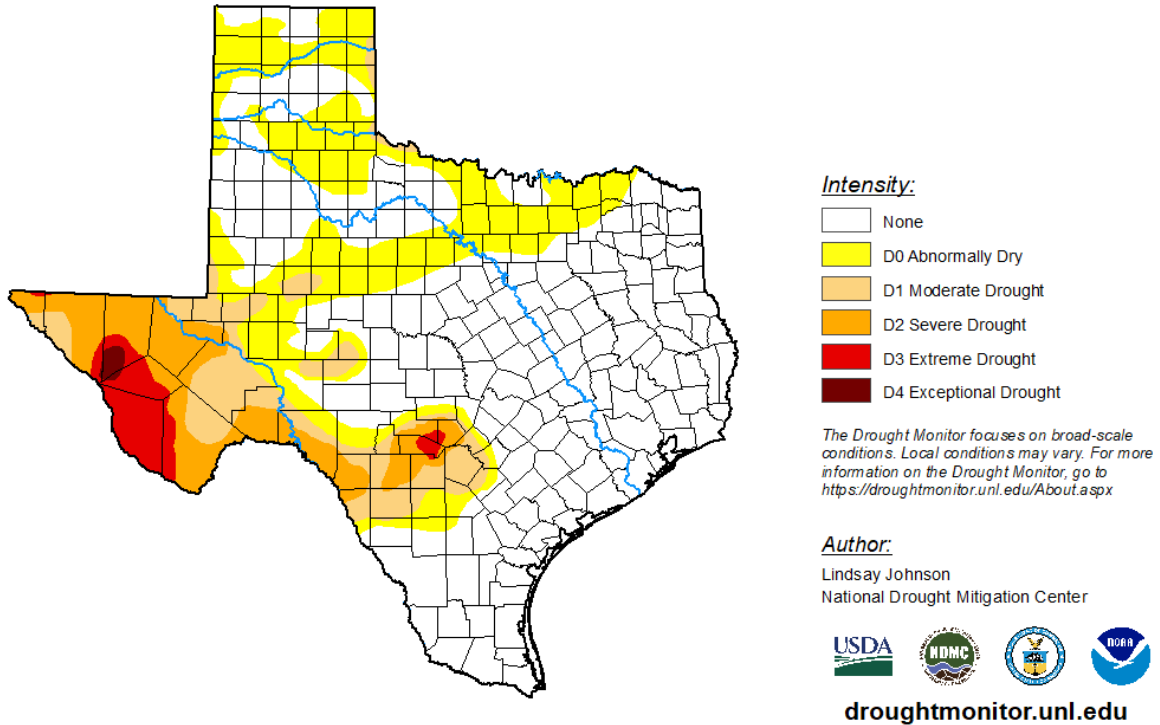 Intensity:
None
D0 Abnormally Dry
D1 Moderate Drought
D2 Severe Drought
D3 Extreme Drought
D4 Exceptional Drought
The Drought Monitor focuses on broad-scale
conditions. Local conditions may vary. For more
information on the Drought Monitor, go to
https://droughtmonitor.unl.edu/About.aspx
Author:
Lindsay Johnson
National Drought Mitigation Center
USDA
NDMC
NOAA
droughtmonitor.unl.edu